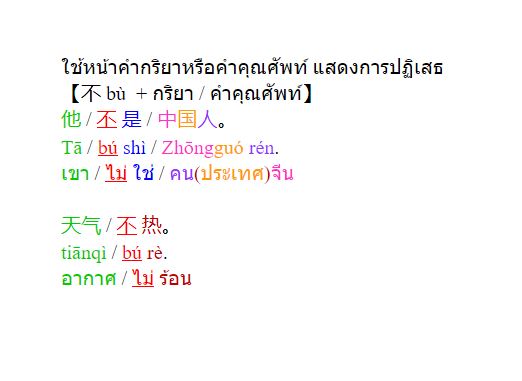 ใช้หน้าคำกริยาหรือคำคุณศัพท์ แสดงการปฏิเสธ
【不 bù + กริยา / คำคุณศัพท์】
他 / 不 是 / 中国人。
Tā / bú shì / Zhōngguó rén.
เขา / ไม่ ใช่ / คน(ประเทศ)จีน
天气 / 不 热。
tiānqì / bú rè.
อากาศ / ไม่ ร้อน